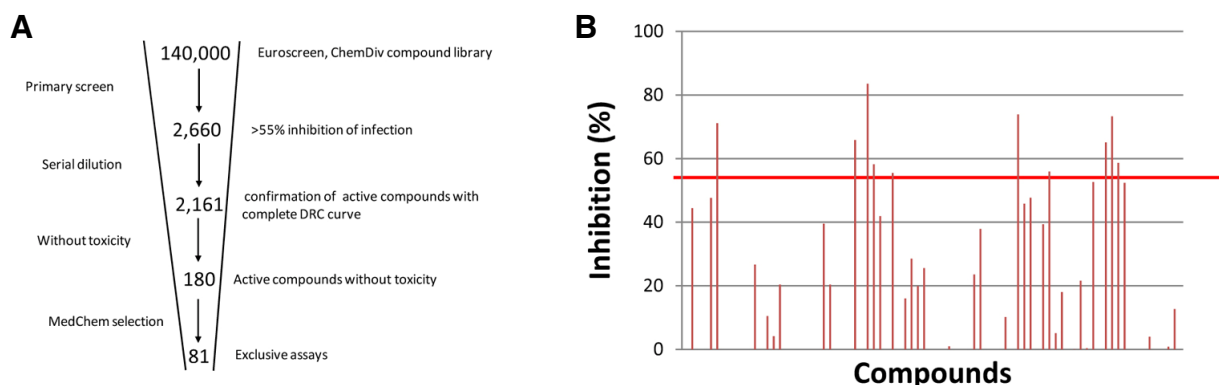 A
140,000
Euroscreen, ChemDiv compound library
Primary screen
2,660
>55% inhibition of infection
Serial dilution
2,161
confirmation of active compounds with
complete DRC curve
Without toxicity
180
Active compounds without toxicity
MedChem selection
81
Exclusive assays
B
Inhibition (%)
100
80
60
40
20
0
Compounds